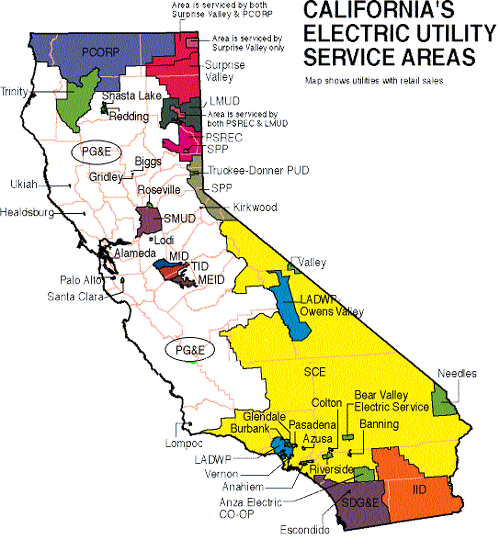 CALIFORNIA'S
ELECTRIC UTILITY
SERVICE AREAS
Map shows utilities with retail sales
Area is serviced by both
Surprise Valley & PCORP
Area is serviced by
Surprise Valley only
PCORP
Surprise
Valley
Trinity
Shasta Lake
Redding
LMUD
Area is serviced by
both PSREC & LMUD
PSREC
SPP
PG&E
Biggs
Gridley
Truckee-Donner PUD
Ukiah
Roseville
SPP
Healdsburg
Kirkwood
SMUD
Lodi
Alameda
MID
TID
Palo Alto
MEID
Santa Clara
Valley
LADWP
Owens Valley
PG&E
SCE
Needles
Bear Valley
Electric Service
Colton
Glendale
Burbank
Pasadena
Azusa
Banning
Lompoc
LADWP
Vernon
Riverside
Anahiem
Anza Electric
CO-OP
SDG&E
IID
Escondido